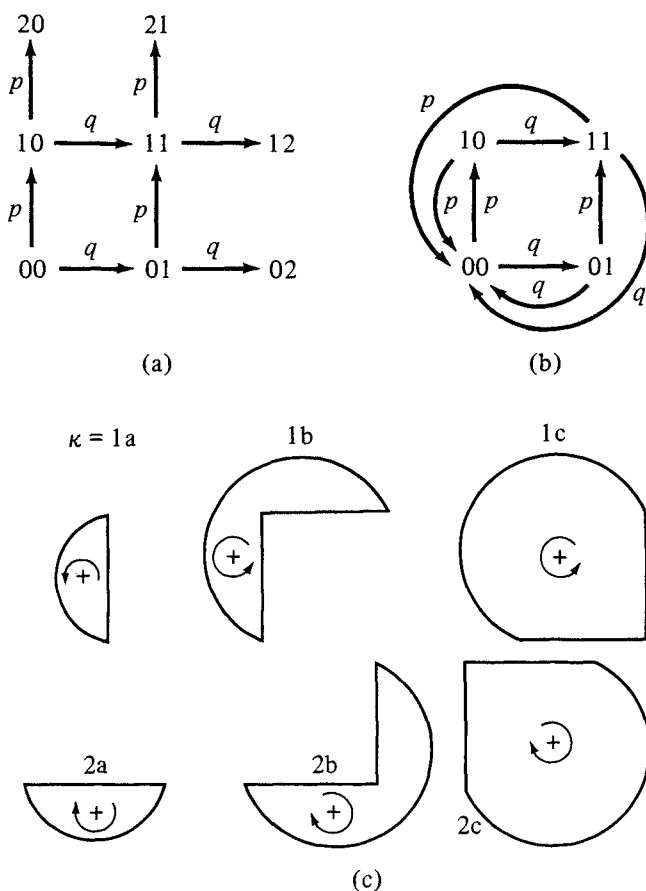 20 21
p p
q q
10 11 12
p p
q q
00 01 02
(a)
p
q
10 11
p p p
q
00 01
q
q
(b)
κ = 1a 1b 1c
+ + +
2a 2b 2c
+ + +
(c)